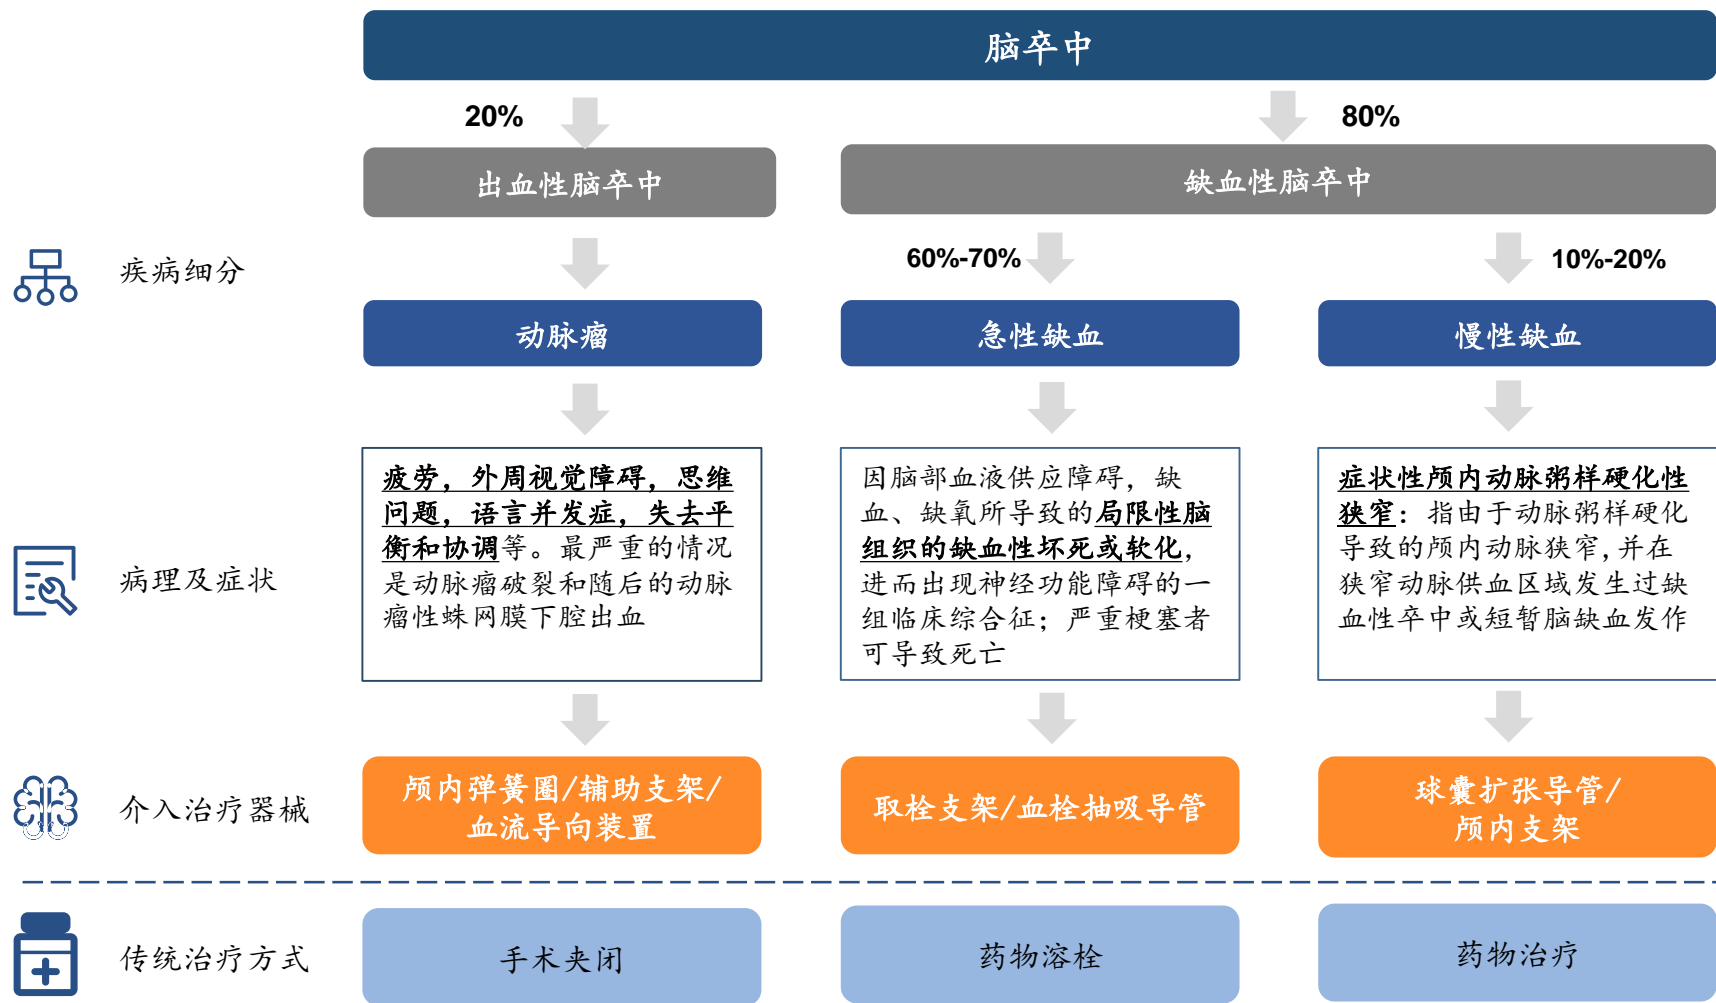 脑卒中
20%
80%
出血性脑卒中
缺血性脑卒中
疾病细分
60%-70%
10%-20%
动脉瘤
急性缺血
慢性缺血
病理及症状
疲劳，外周视觉障碍，思维
问题，语言并发症，失去平
衡和协调等。最严重的情况
是动脉瘤破裂和随后的动脉
瘤性蛛网膜下腔出血
因脑部血液供应障碍，缺
血、缺氧所导致的局限性脑
组织的缺血性坏死或软化，
进而出现神经功能障碍的一
组临床综合征；严重梗塞者
可导致死亡
症状性颅内动脉粥样硬化性
狭窄：指由于动脉粥样硬化
导致的颅内动脉狭窄，并在
狭窄动脉供血区域发生过缺
血性卒中或短暂脑缺血发作
介入治疗器械
颅内弹簧圈/辅助支架/
血流导向装置
取栓支架/血栓抽吸导管
球囊扩张导管/
颅内支架
传统治疗方式
手术夹闭
药物溶栓
药物治疗